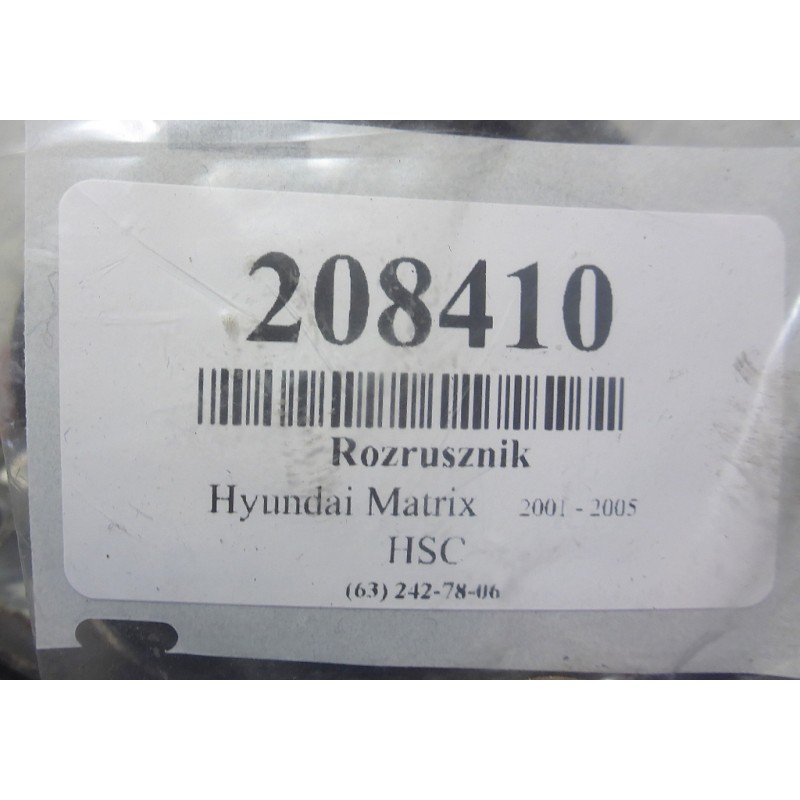 208410
Rozrusznik
Hyundai Matrix 2001 - 2005
HSC
(63) 242-78-06